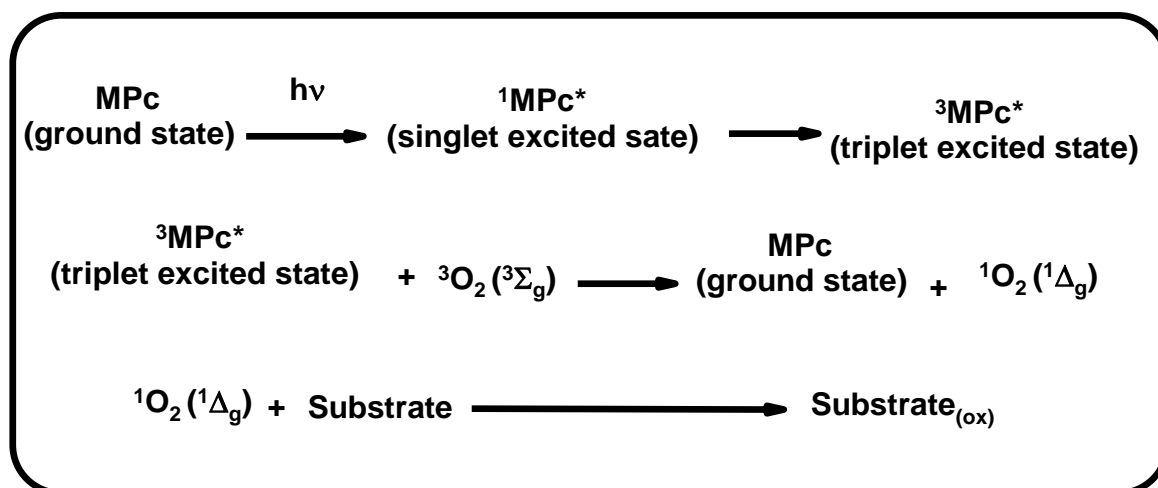 MPc hν ¹MPc* ³MPc*
(ground state) (singlet excited sate) (triplet excited state)
³MPc* MPc
(triplet excited state) + ³O₂ (³Σg) (ground state) + ¹O₂ (¹Δg)
¹O₂ (¹Δg) + Substrate Substrate(ox)